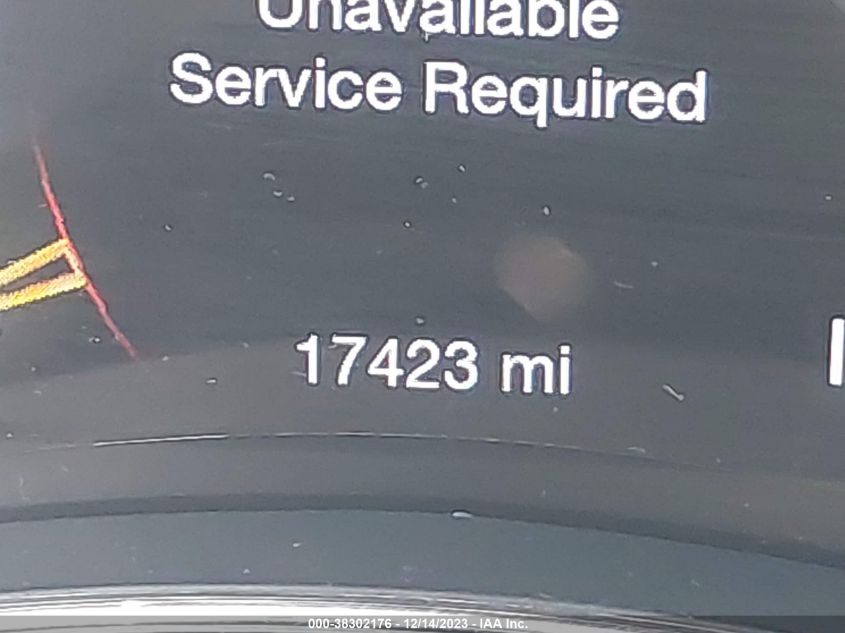 Unavailable
Service Required
17423 mi
000-38302176 - 12/14/2023 - IAA Inc.